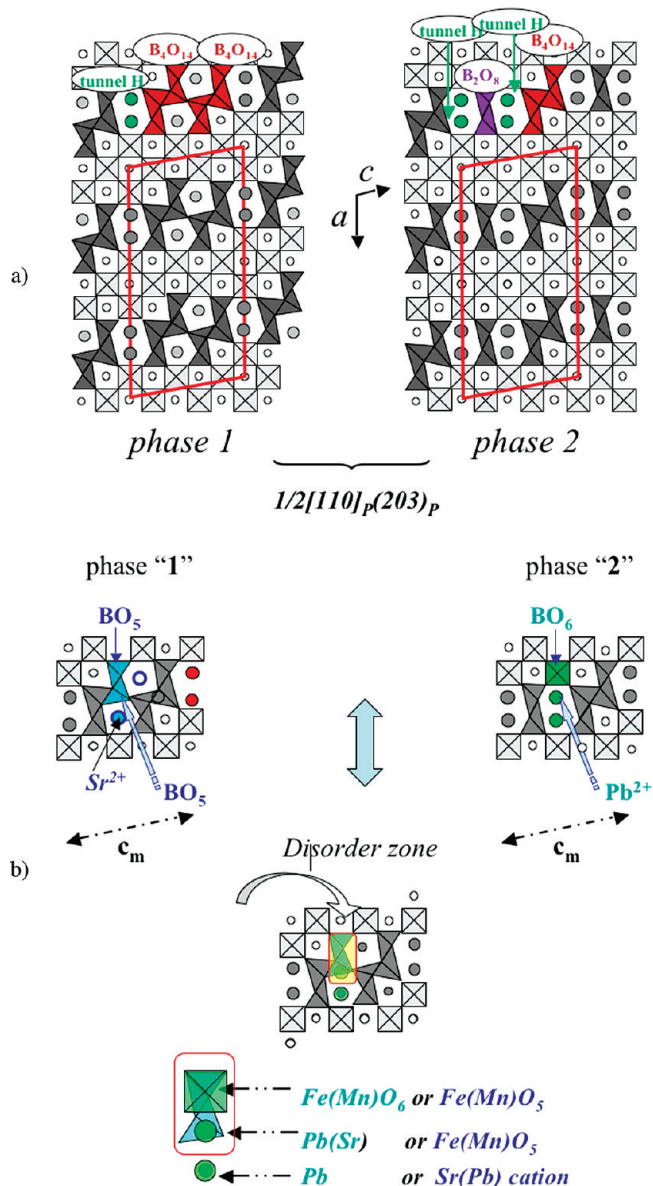 tunnel H
B4O14
B4O14
tunnel H
tunnel H
B4O14
B2O8
c
a
a)
phase 1
phase 2
1/2[110]P(203)P
phase “1”
phase “2”
BO5
BO6
Sr2+
BO5
Pb2+
cm
cm
b)
Disorder zone
Fe(Mn)O6 or Fe(Mn)O5
Pb(Sr) or Fe(Mn)O5
Pb or Sr(Pb) cation